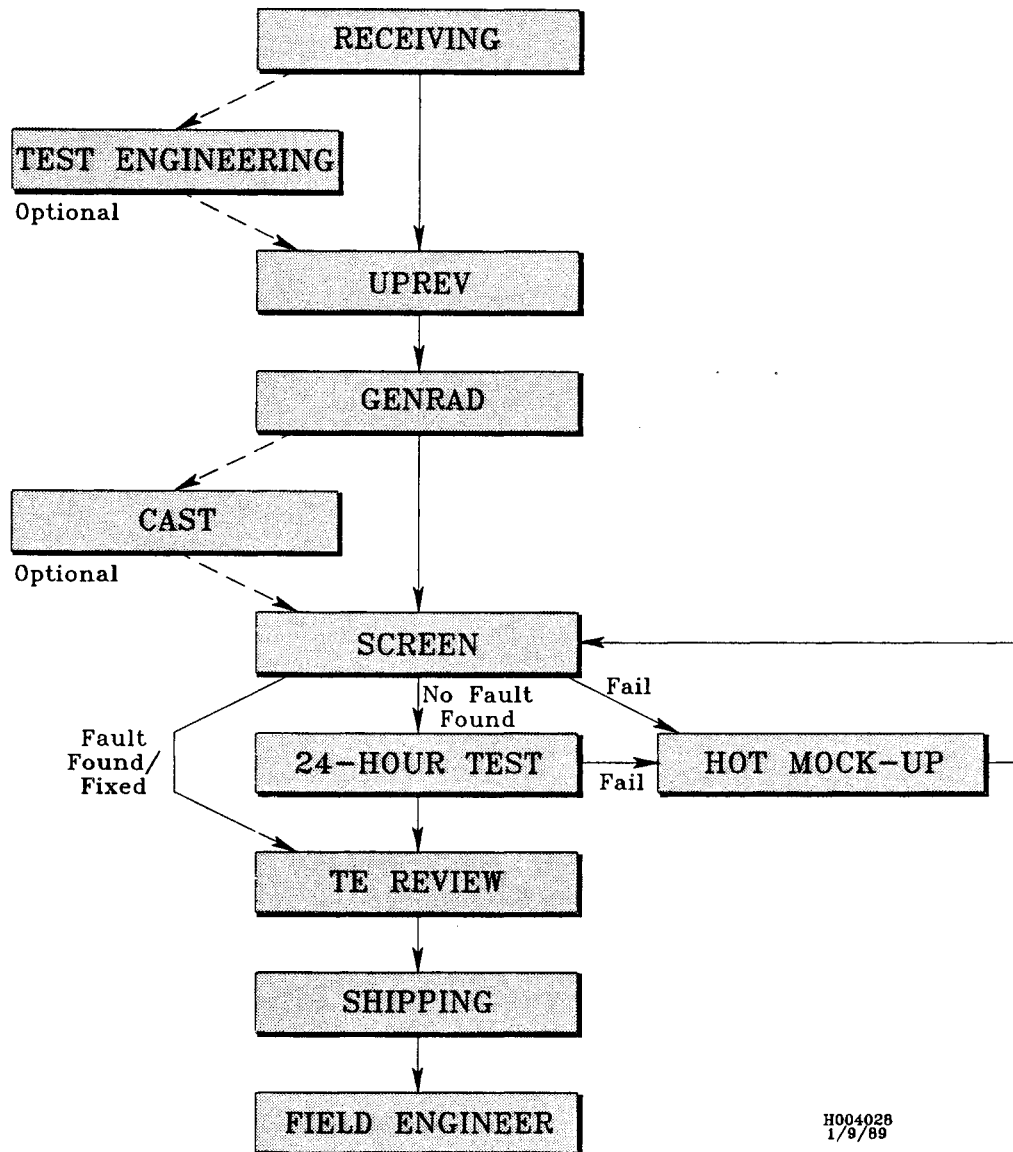 RECEIVING
TEST ENGINEERING
Optional
UPREV
GENRAD
CAST
Optional
SCREEN
No Fault
Found
Fail
Fault
Found/
Fixed
24-HOUR TEST
Fail
HOT MOCK-UP
TE REVIEW
SHIPPING
FIELD ENGINEER
H004028
1/9/89